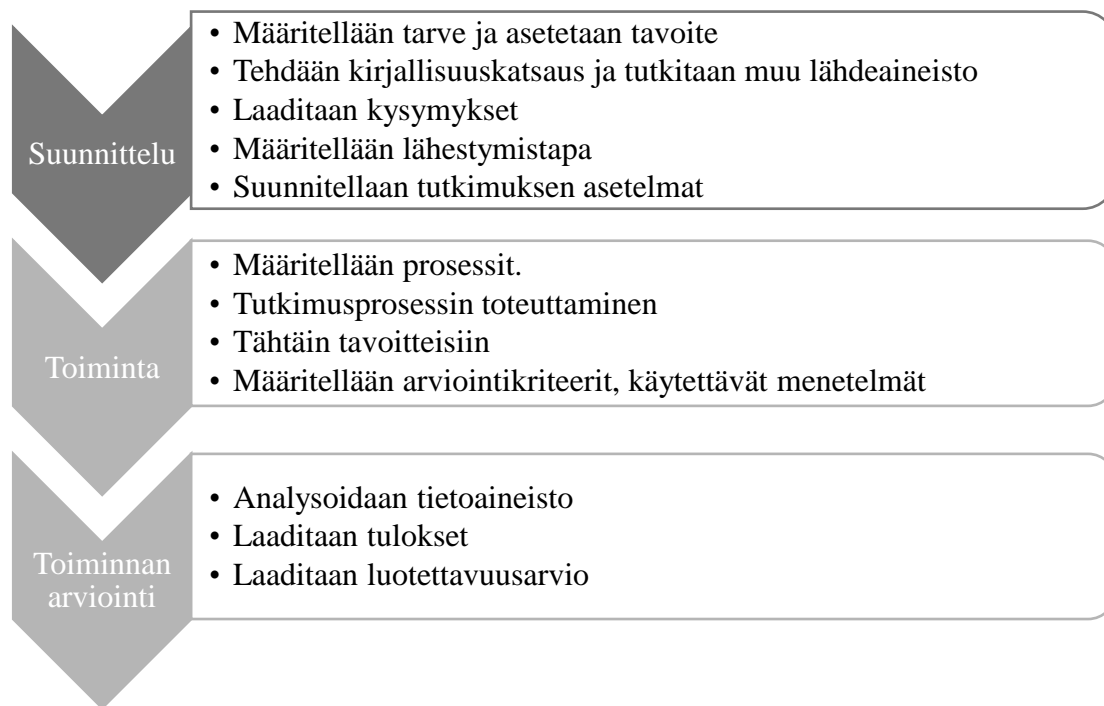 Suunnittelu
• Määritellään tarve ja asetetaan tavoite
• Tehdään kirjallisuuskatsaus ja tutkitaan muu lähdeaineisto
• Laaditaan kysymykset
• Määritellään lähestymistapa
• Suunnitellaan tutkimuksen asetelmat
Toiminta
• Määritellään prosessit.
• Tutkimusprosessin toteuttaminen
• Tähtäin tavoitteisiin
• Määritellään arviointikriteerit, käytettävät menetelmät
Toiminnan
arviointi
• Analysoidaan tietoaineisto
• Laaditaan tulokset
• Laaditaan luotettavuusarvio